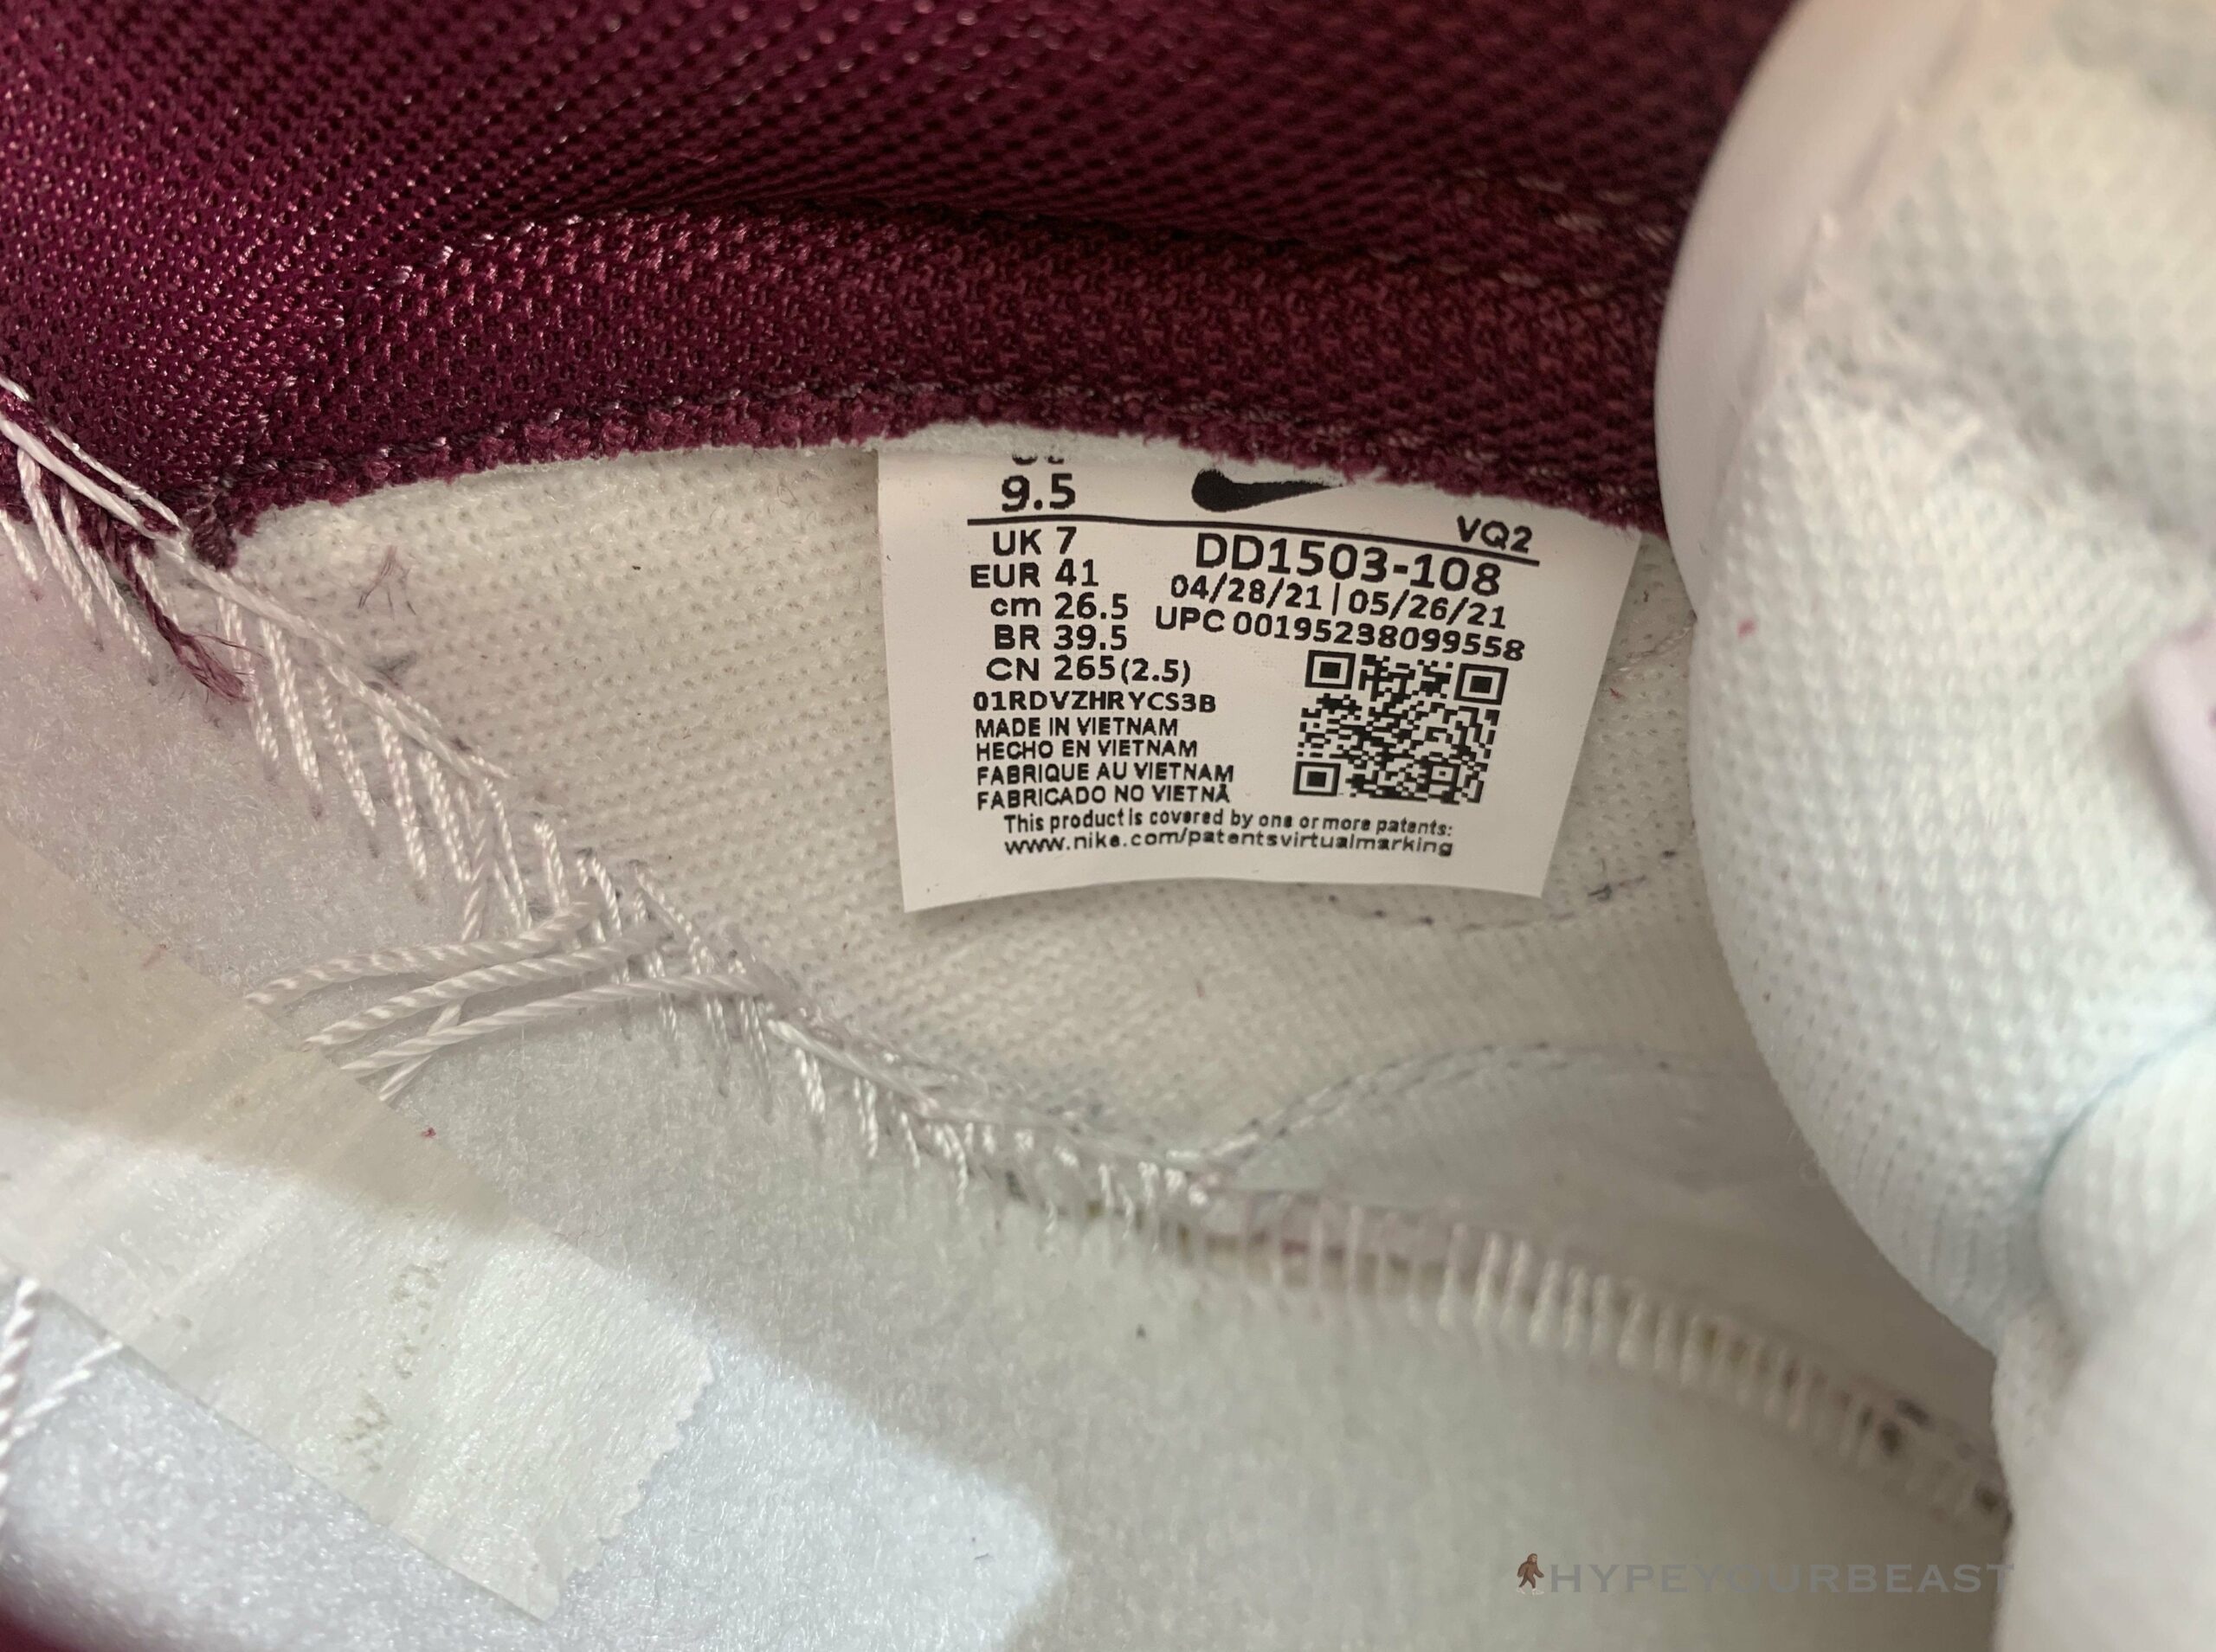 9.5
VQ2
UK 7
DD1503-108
EUR 41
04/28/21 | 05/26/21
cm 26.5
UPC 00195238099558
BR 39.5
CN 265(2.5)
01RDVZHRYCS3B
MADE IN VIETNAM
HECHO EN VIETNAM
FABRIQUE AU VIETNAM
FABRICADO NO VIETNÃ
This product is covered by one or more patents:
www.nike.com/patentsvirtualmarking
HYPEYOURBEAST